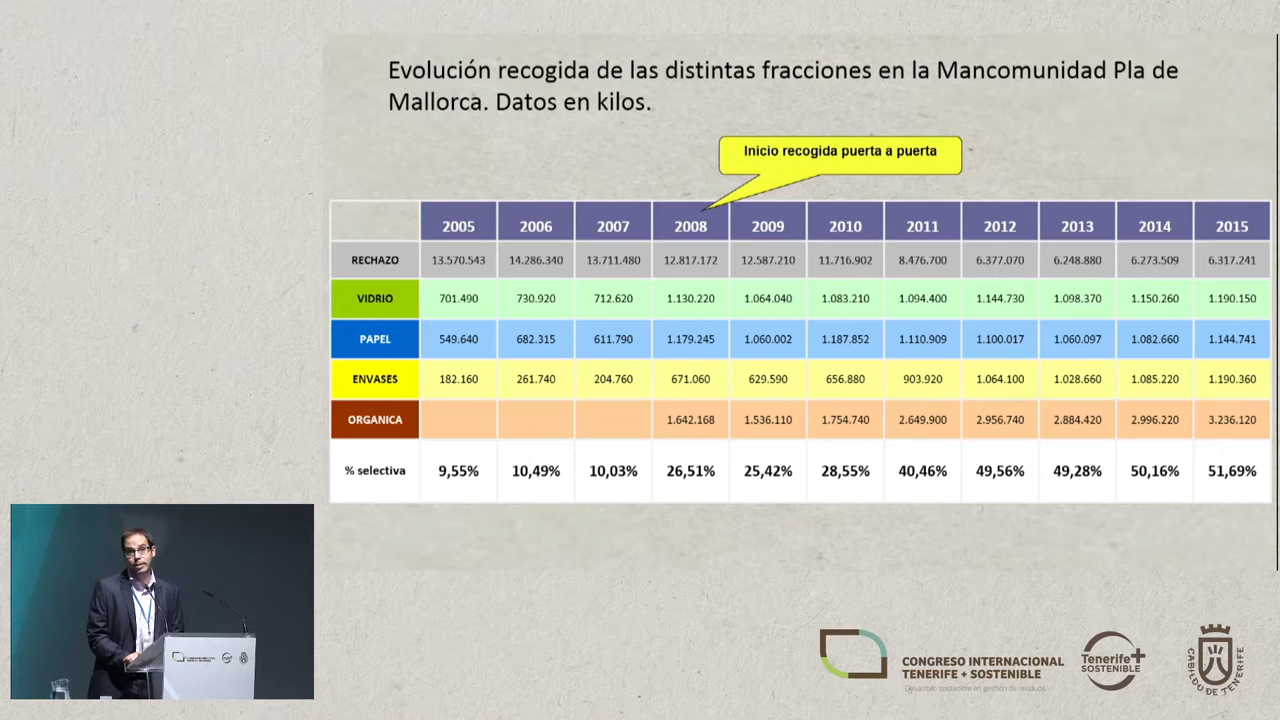 Evolución recogida de las distintas fracciones en la Mancomunidad Pla de
Mallorca. Datos en kilos.
Inicio recogida puerta a puerta
2005 2006 2007 2008 2009 2010 2011 2012 2013 2014 2015
RECHAZO 13.570.543 14.286.340 13.711.480 12.817.172 12.587.210 11.716.902 8.476.700 6.377.070 6.248.880 6.273.509 6.317.241
VIDRIO 701.490 730.920 712.620 1.130.220 1.064.040 1.083.210 1.094.400 1.144.730 1.098.370 1.150.260 1.190.150
PAPEL 549.640 682.315 611.790 1.179.245 1.060.002 1.187.852 1.110.909 1.100.017 1.060.097 1.082.660 1.144.741
ENVASES 182.160 261.740 204.760 671.060 629.590 656.880 903.920 1.064.100 1.028.660 1.085.220 1.190.360
ORGANICA 1.642.168 1.536.110 1.754.740 2.649.900 2.956.740 2.884.420 2.996.220 3.236.120
% selectiva 9,55% 10,49% 10,03% 26,51% 25,42% 28,55% 40,46% 49,56% 49,28% 50,16% 51,69%
CONGRESO INTERNACIONAL
TENERIFE + SOSTENIBLE
Desarrollo sostenible en gestión de residuos
Tenerife+
SOSTENIBLE
CABILDO DE TENERIFE